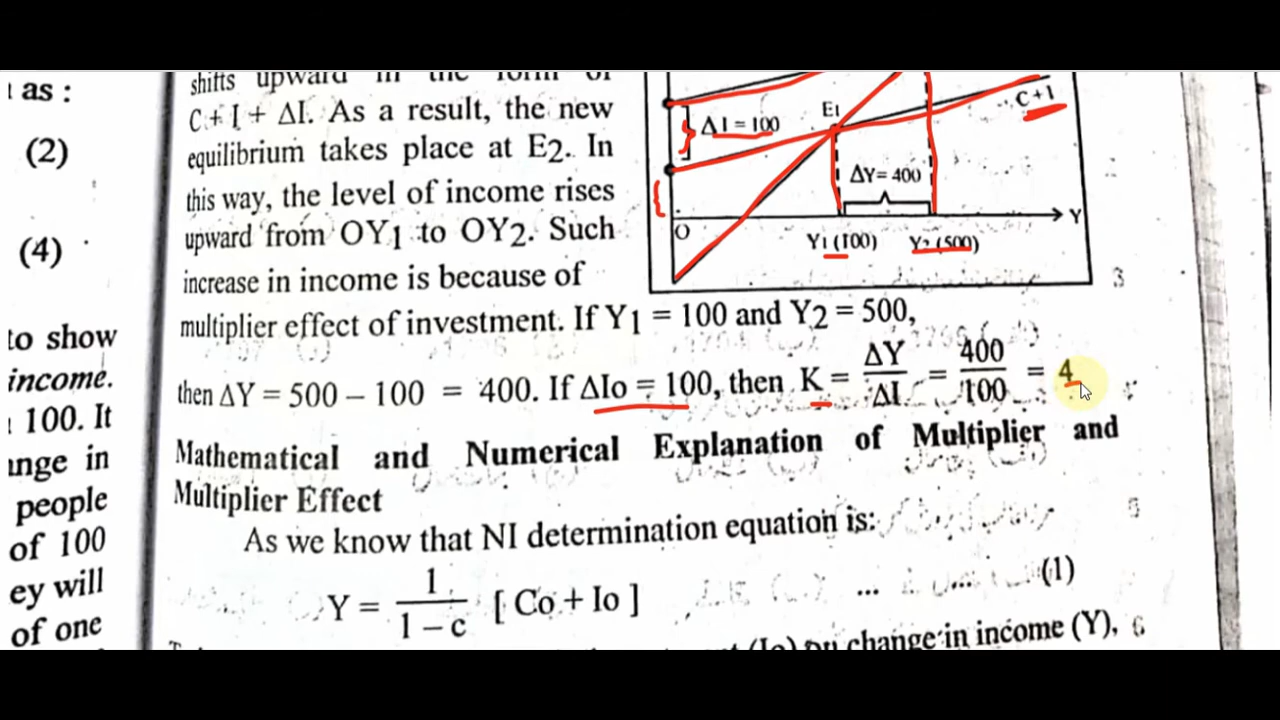 ı as :
(2)
(4)
to show
income.
100. It
ange in
people
of 100
ey will
of one
shifts upward in the form of
C + I + ΔI. As a result, the new
equilibrium takes place at E2. In
this way, the level of income rises
upward from OY1 to OY2. Such
increase in income is because of
multiplier effect of investment. If Y1 = 100 and Y2 = 500,
then ΔY = 500 – 100 = 400. If ΔIo = 100, then K = ΔY/ΔI = 400/100 = 4
E1
C+I
ΔI = 100
ΔY= 400
O
Y
Y1 (100) Y2 (500)
Mathematical and Numerical Explanation of Multiplier and
Multiplier Effect
As we know that NI determination equation is:
Y = 1/1 – c [ Co + Io ] ... ... (1)
(Io) on change in income (Y),